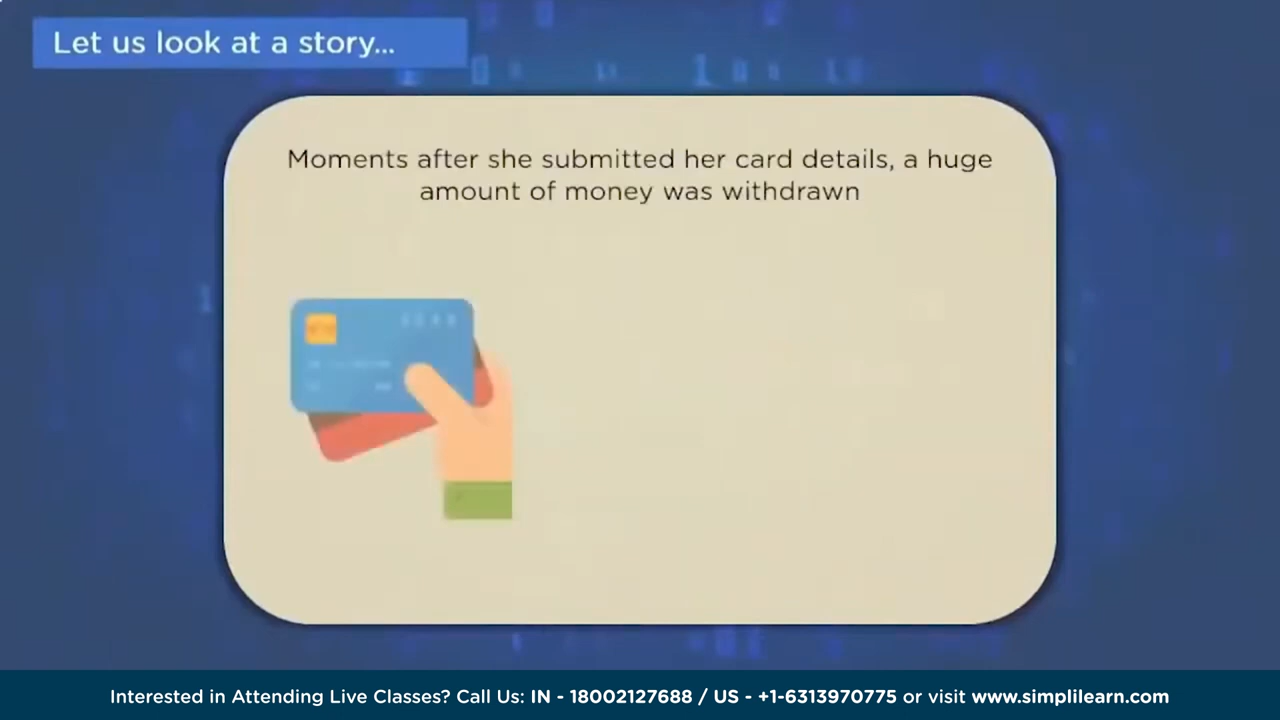 Let us look at a story...
Moments after she submitted her card details, a huge
amount of money was withdrawn
Interested in Attending Live Classes? Call Us: IN - 18002127688 / US - +1-6313970775 or visit www.simplilearn.com